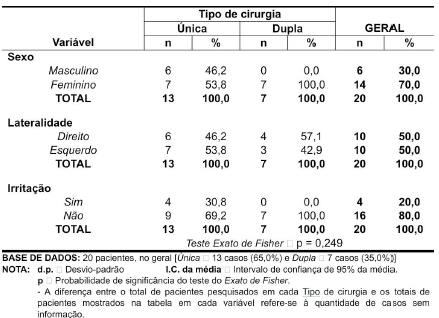 Tipo de cirurgia
Única Dupla GERAL
Variável n % n % n %
Sexo
Masculino 6 46,2 0 0,0 6 30,0
Feminino 7 53,8 7 100,0 14 70,0
TOTAL 13 100,0 7 100,0 20 100,0
Lateralidade
Direito 6 46,2 4 57,1 10 50,0
Esquerdo 7 53,8 3 42,9 10 50,0
TOTAL 13 100,0 7 100,0 20 100,0
Irritação
Sim 4 30,8 0 0,0 4 20,0
Não 9 69,2 7 100,0 16 80,0
TOTAL 13 100,0 7 100,0 20 100,0
Teste Exato de Fisher □ p = 0,249
BASE DE DADOS: 20 pacientes, no geral [Única □ 13 casos (65,0%) e Dupla □ 7 casos (35,0%)]
NOTA: d.p. □ Desvio-padrão I.C. da média □ Intervalo de confiança de 95% da média.
p □ Probabilidade de significância do teste do Exato de Fisher.
- A diferença entre o total de pacientes pesquisados em cada Tipo de cirurgia e os totais de
pacientes mostrados na tabela em cada variável refere-se à quantidade de casos sem
informação.